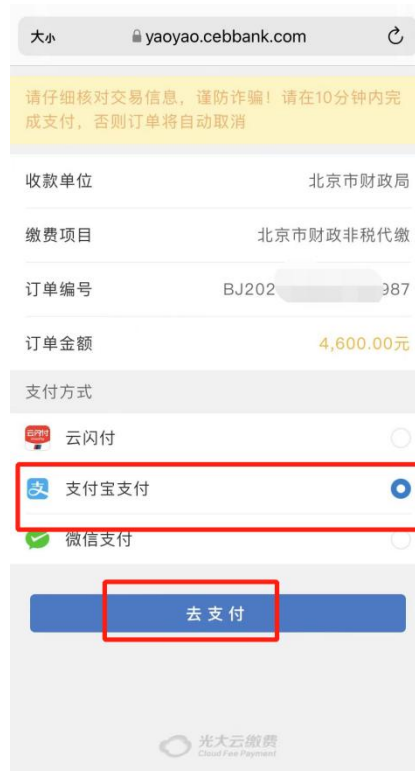 大小 yaoyao.cebbank.com
请仔细核对交易信息，谨防诈骗！请在10分钟内完
成支付，否则订单将自动取消
收款单位 北京市财政局
缴费项目 北京市财政非税代缴
订单编号 BJ202 987
订单金额 4,600.00元
支付方式
云闪付
支 支付宝支付
微信支付
去支付
光大云缴费
Cloud Fee Payment